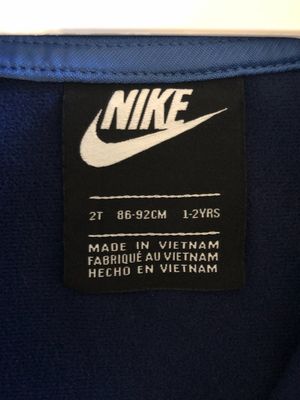 NIKE
2T 86-92CM 1-2YRS
MADE IN VIETNAM
FABRIQUÉ AU VIETNAM
HECHO EN VIETNAM